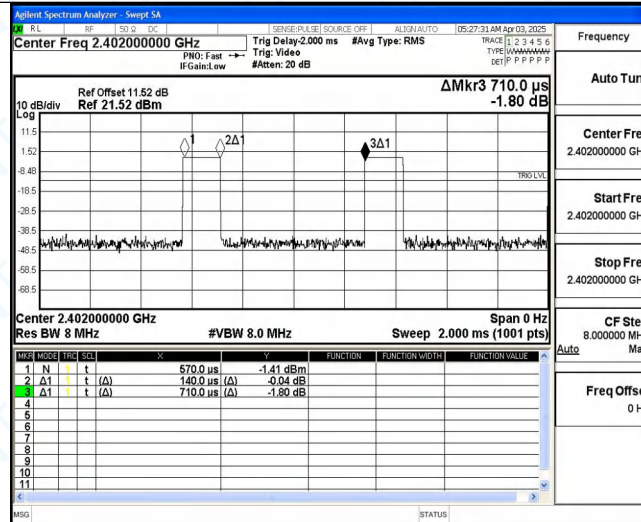 Agilent Spectrum Analyzer - Swept SA
RL RF 50 Ω DC SENSE:PULSE SOURCE OFF ALIGN AUTO 05:27:31 AM Apr 03, 2025
Center Freq 2.402000000 GHz
PNO: Fast
IFGain:Low
Trig Delay-2.000 ms #Avg Type: RMS
Trig: Video
#Atten: 20 dB
TRACE 1 2 3 4 5 6
TYPE WWWWWW
DET P P P P P P
ΔMkr3 710.0 µs
-1.80 dB
Ref Offset 11.52 dB
10 dB/div Ref 21.52 dBm
Log
11.5
1.52
-8.48
-18.5
-28.5
-38.5
-48.5
-58.5
-68.5
1
2Δ1
3Δ1
TRIG LVL
Center 2.402000000 GHz Span 0 Hz
Res BW 8 MHz #VBW 8.0 MHz Sweep 2.000 ms (1001 pts)
MKR MODE TRC SCL X Y FUNCTION FUNCTION WIDTH FUNCTION VALUE
1 N 1 t 570.0 µs -1.41 dBm
2 Δ1 1 t (Δ) 140.0 µs (Δ) -0.04 dB
3 Δ1 1 t (Δ) 710.0 µs (Δ) -1.80 dB
4
5
6
7
8
9
10
11
MSG STATUS
Frequency
Auto Tun
Center Fre
2.402000000 GH
Start Fre
2.402000000 GH
Stop Fre
2.402000000 GH
CF Ste
8.000000 MH
Auto Ma
Freq Offse
0 H